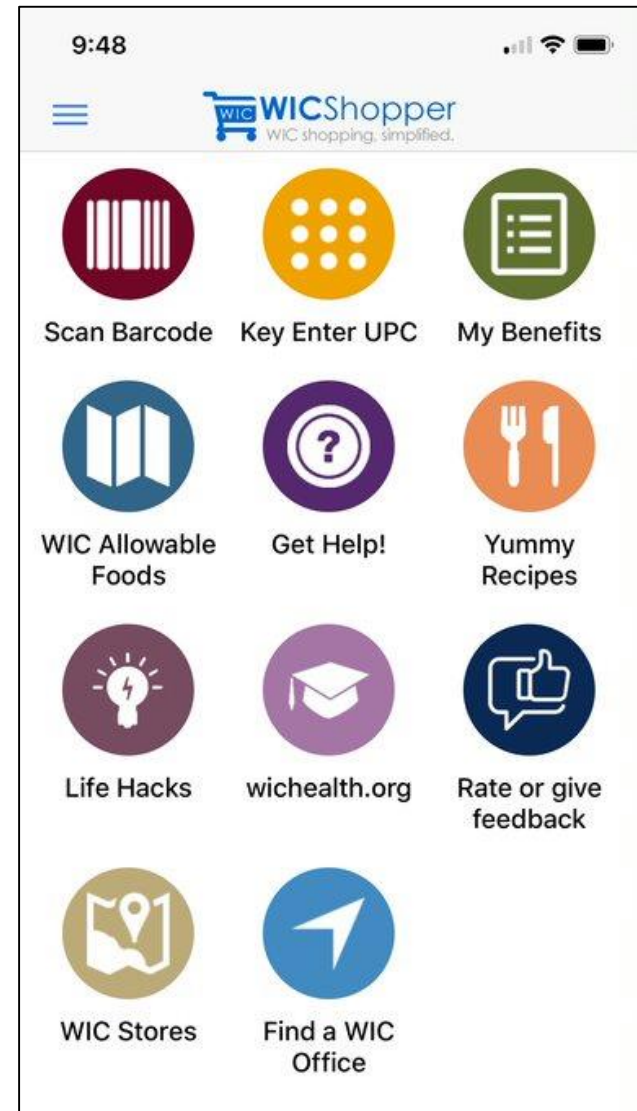 9:48
WIC WICShopper
WIC shopping, simplified.
Scan Barcode
Key Enter UPC
My Benefits
WIC Allowable
Foods
?
Get Help!
Yummy
Recipes
Life Hacks
wichealth.org
Rate or give
feedback
WIC Stores
Find a WIC
Office